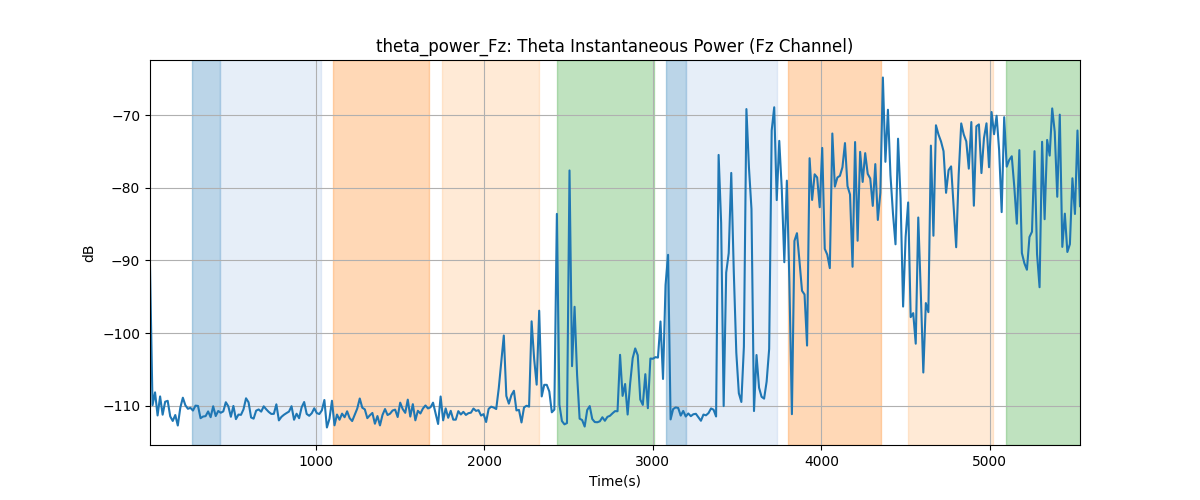 theta_power_Fz: Theta Instantaneous Power (Fz Channel)
−70
−80
−90
−100
−110
dB
1000 2000 3000 4000 5000
Time(s)